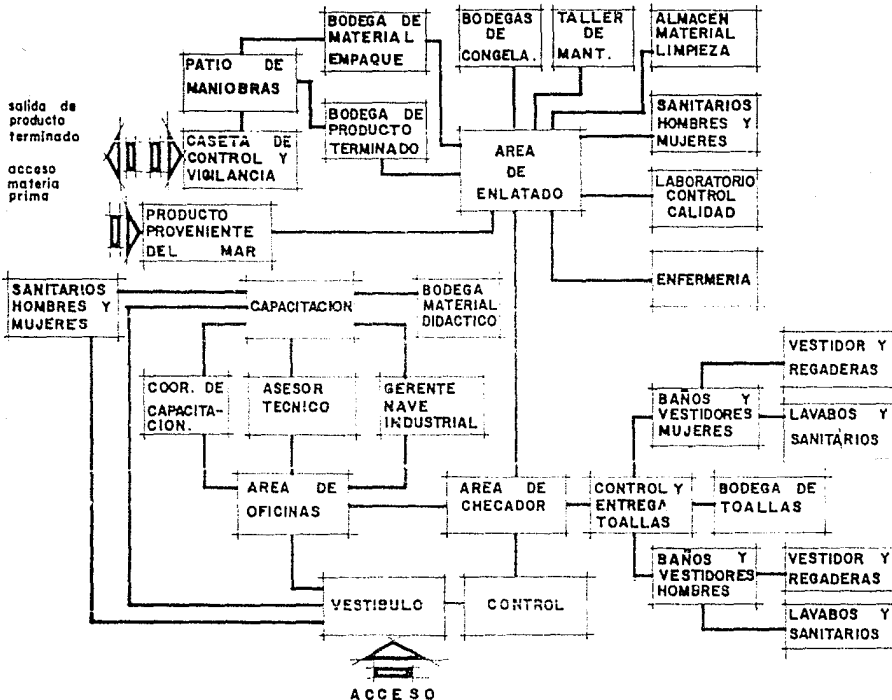 BODEGA DE
MATERIAL
EMPAQUE
BODEGAS
DE
CONGELA.
TALLER
DE
MANT.
ALMACEN
MATERIAL
LIMPIEZA
PATIO DE
MANIOBRAS
salida de
producto
terminado
BODEGA DE
PRODUCTO
TERMINADO
SANITARIOS
HOMBRES Y
MUJERES
CASETA DE
CONTROL Y
VIGILANCIA
AREA
DE
ENLATADO
acceso
materia
prima
LABORATORIO
CONTROL
CALIDAD
PRODUCTO
PROVENIENTE
DEL MAR
ENFERMERIA
SANITARIOS
HOMBRES Y
MUJERES
CAPACITACION
BODEGA
MATERIAL
DIDACTICO
COOR. DE
CAPACITA-
CION.
ASESOR
TECNICO
GERENTE
NAVE
INDUSTRIAL
VESTIDOR Y
REGADERAS
BAÑOS Y
VESTIDORES
MUJERES
LAVABOS Y
SANITARIOS
AREA DE
OFICINAS
AREA DE
CHECADOR
CONTROL Y
ENTREGA
TOALLAS
BODEGA DE
TOALLAS
BAÑOS Y
VESTIDORES
HOMBRES
VESTIDOR Y
REGADERAS
LAVABOS Y
SANITARIOS
VESTIBULO
CONTROL
ACCESO